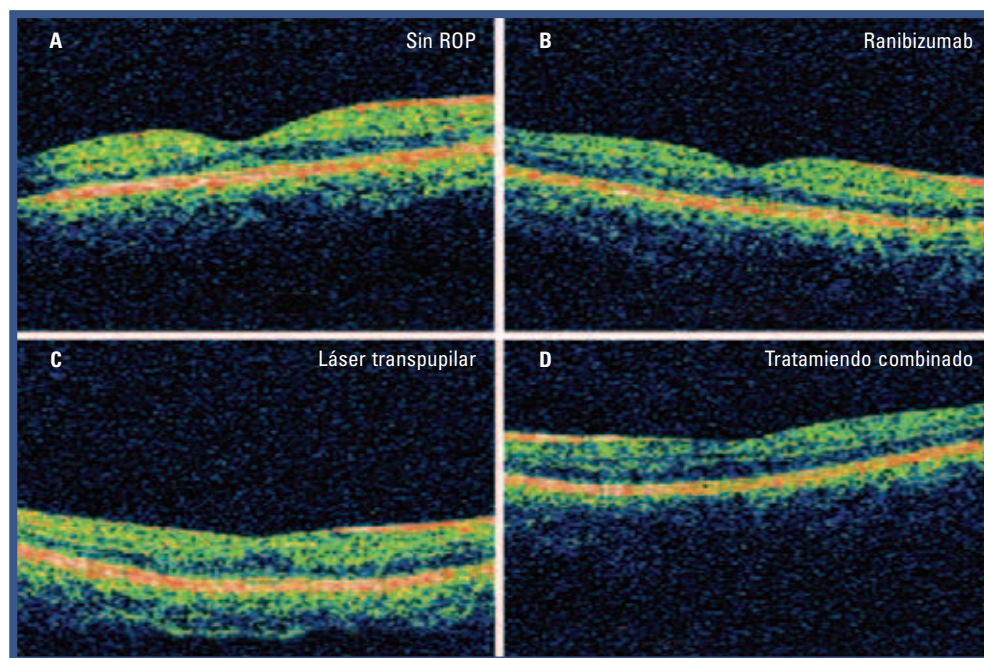 A Sin ROP
B Ranibizumab
C Láser transpupilar
D Tratamiendo combinado